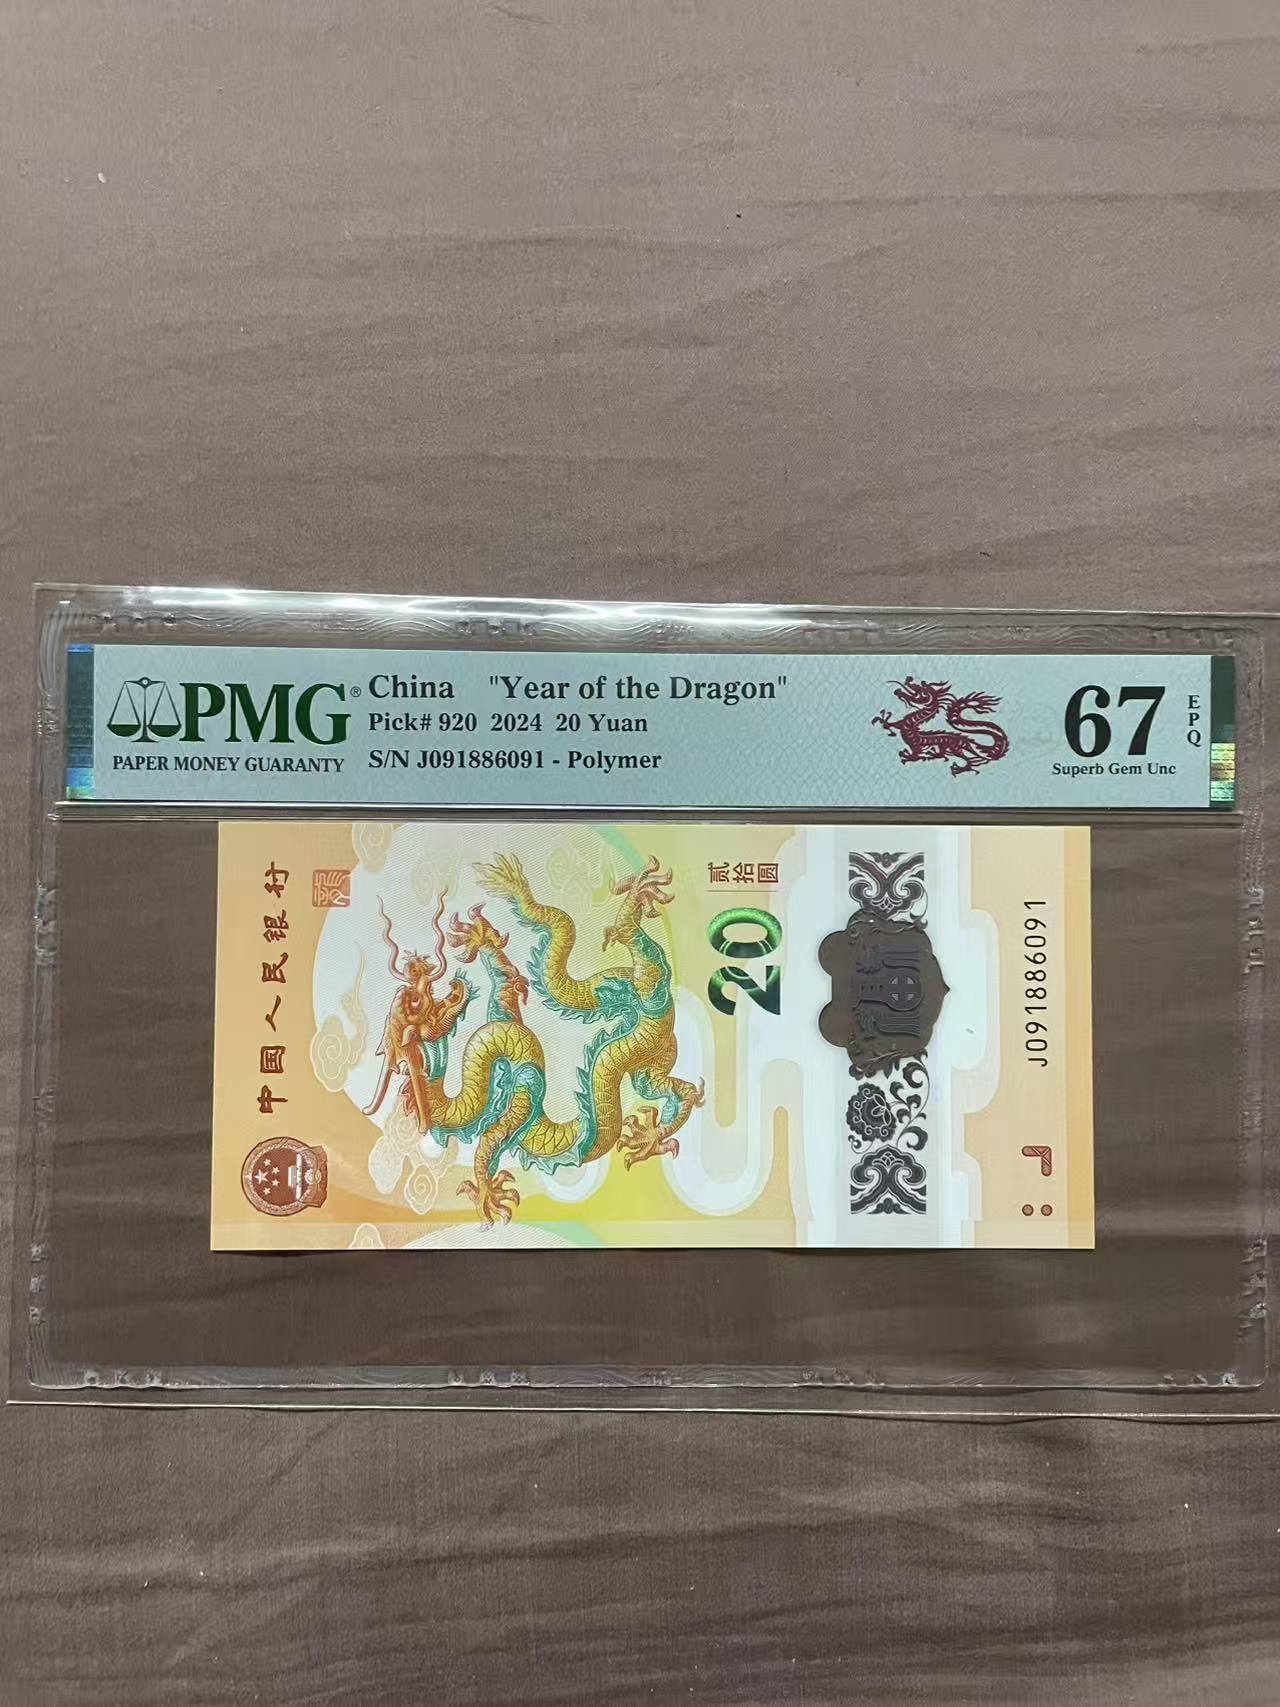 PMG®
PAPER MONEY GUARANTY
China "Year of the Dragon"
Pick# 920 2024 20 Yuan
S/N J091886091 - Polymer
67
EPQ
Superb Gem Unc
中国人民银行
贰拾圆
20
J091886091